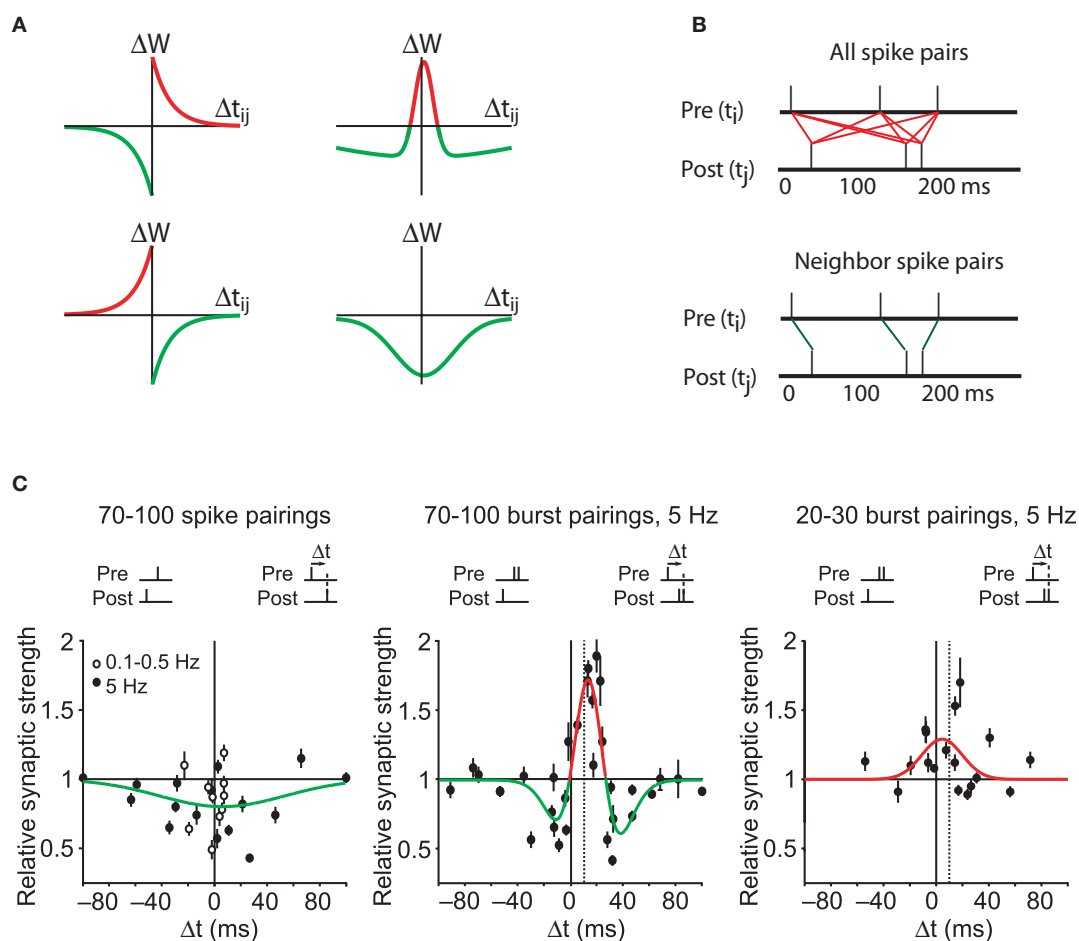 A
ΔW
Δtij
ΔW
Δtij
ΔW
Δtij
ΔW
Δtij
B
All spike pairs
Pre (ti)
Post (tj)
0 100 200 ms
Neighbor spike pairs
Pre (ti)
Post (tj)
0 100 200 ms
C
70-100 spike pairings
Pre
Post
Δt
Pre
Post
Relative synaptic strength
2
1.5
1
0.5
0.1-0.5 Hz
5 Hz
−80 −40 0 40 80
Δt (ms)
70-100 burst pairings, 5 Hz
Pre
Post
Δt
Pre
Post
Relative synaptic strength
2
1.5
1
0.5
−80 −40 0 40 80
Δt (ms)
20-30 burst pairings, 5 Hz
Pre
Post
Δt
Pre
Post
Relative synaptic strength
2
1.5
1
0.5
−80 −40 0 40 80
Δt (ms)